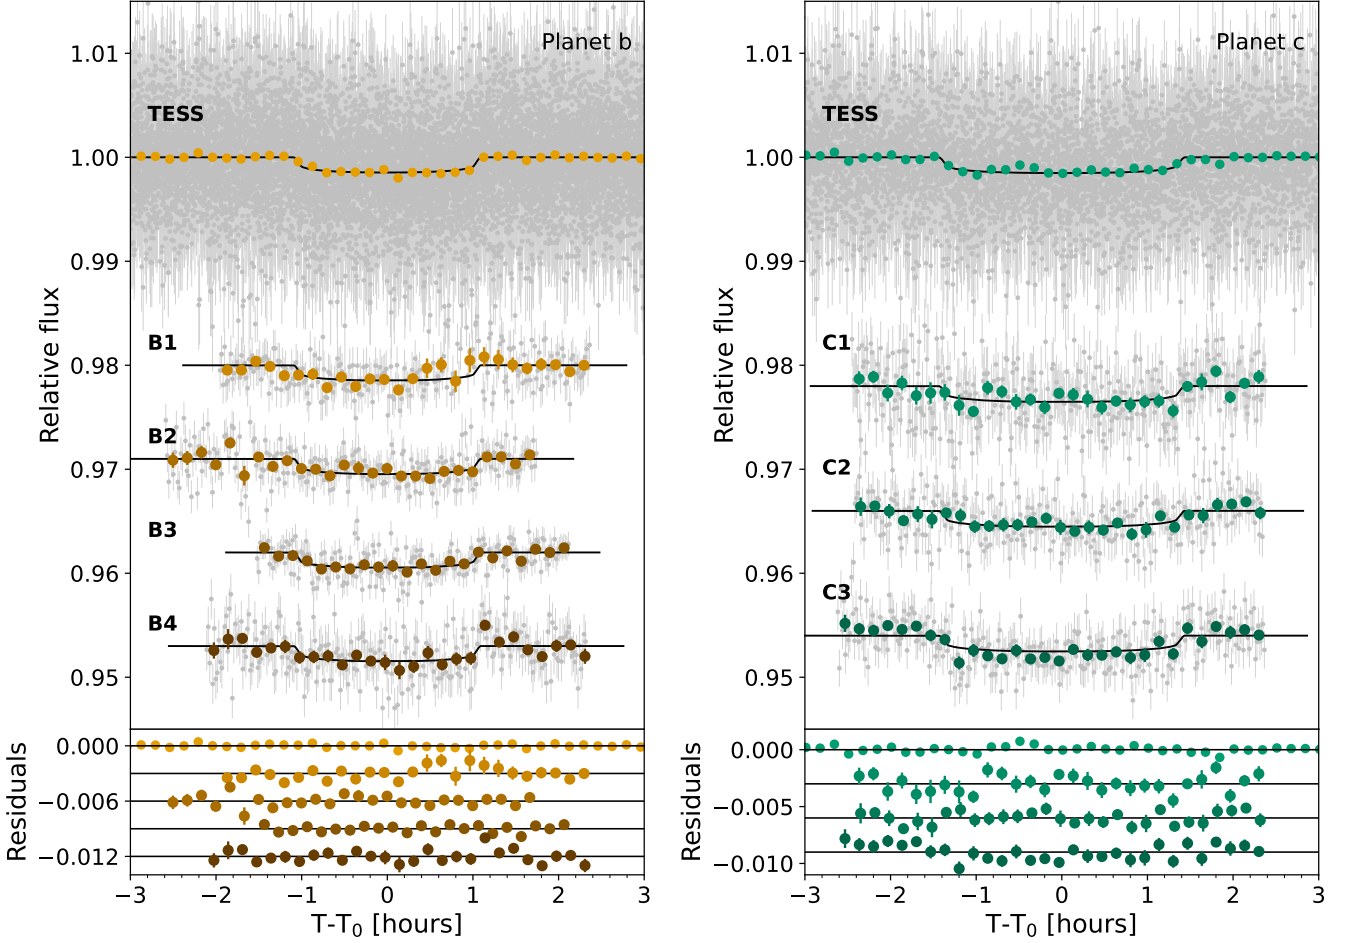 Planet b
TESS
B1
B2
B3
B4
1.01
1.00
0.99
0.98
0.97
0.96
0.95
Relative flux
0.000
−0.006
−0.012
Residuals
−3
−2
−1
0
1
2
3
T-T0 [hours]
Planet c
TESS
C1
C2
C3
1.01
1.00
0.99
0.98
0.97
0.96
0.95
Relative flux
0.000
−0.005
−0.010
Residuals
−3
−2
−1
0
1
2
3
T-T0 [hours]